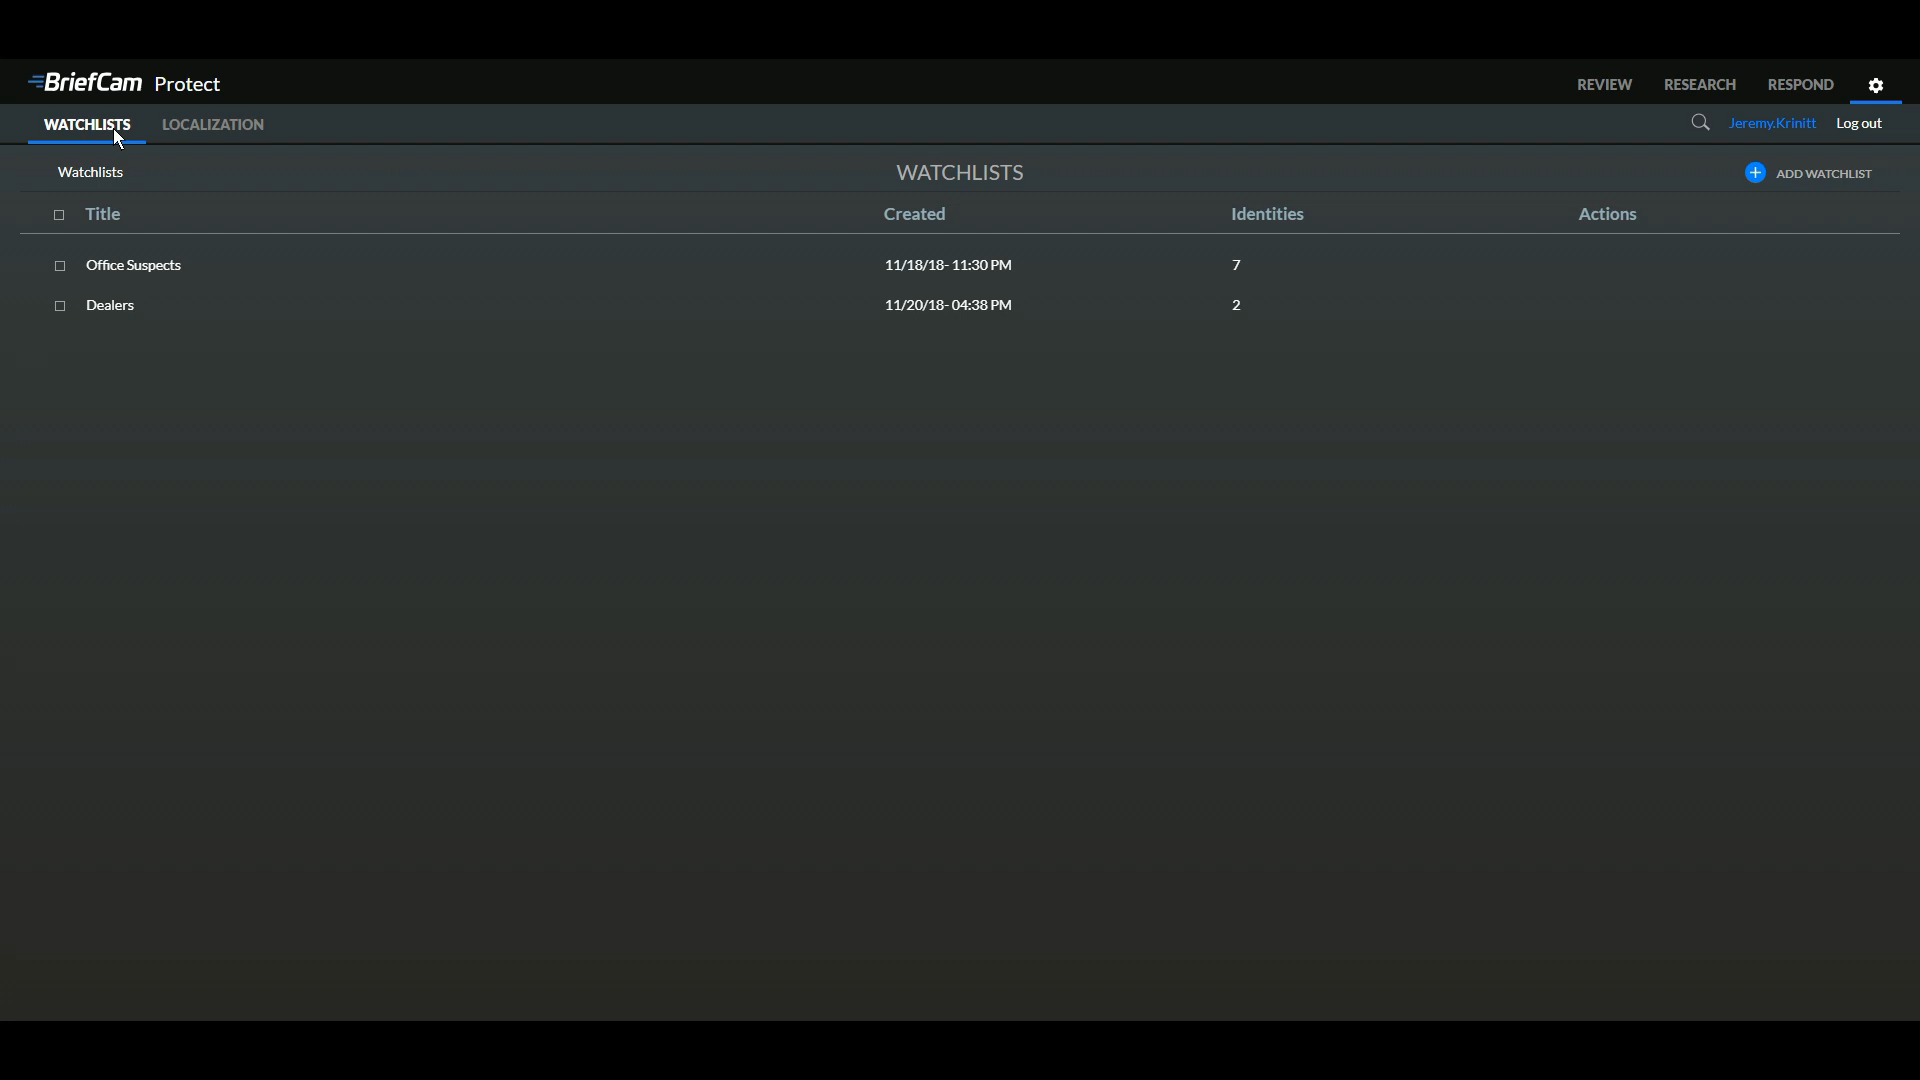 BriefCam Protect REVIEW RESEARCH RESPOND
WATCHLISTS LOCALIZATION Jeremy.Krinitt Log out
Watchlists WATCHLISTS ADD WATCHLIST
Title Created Identities Actions
Office Suspects 11/18/18- 11:30 PM 7
Dealers 11/20/18- 04:38 PM 2